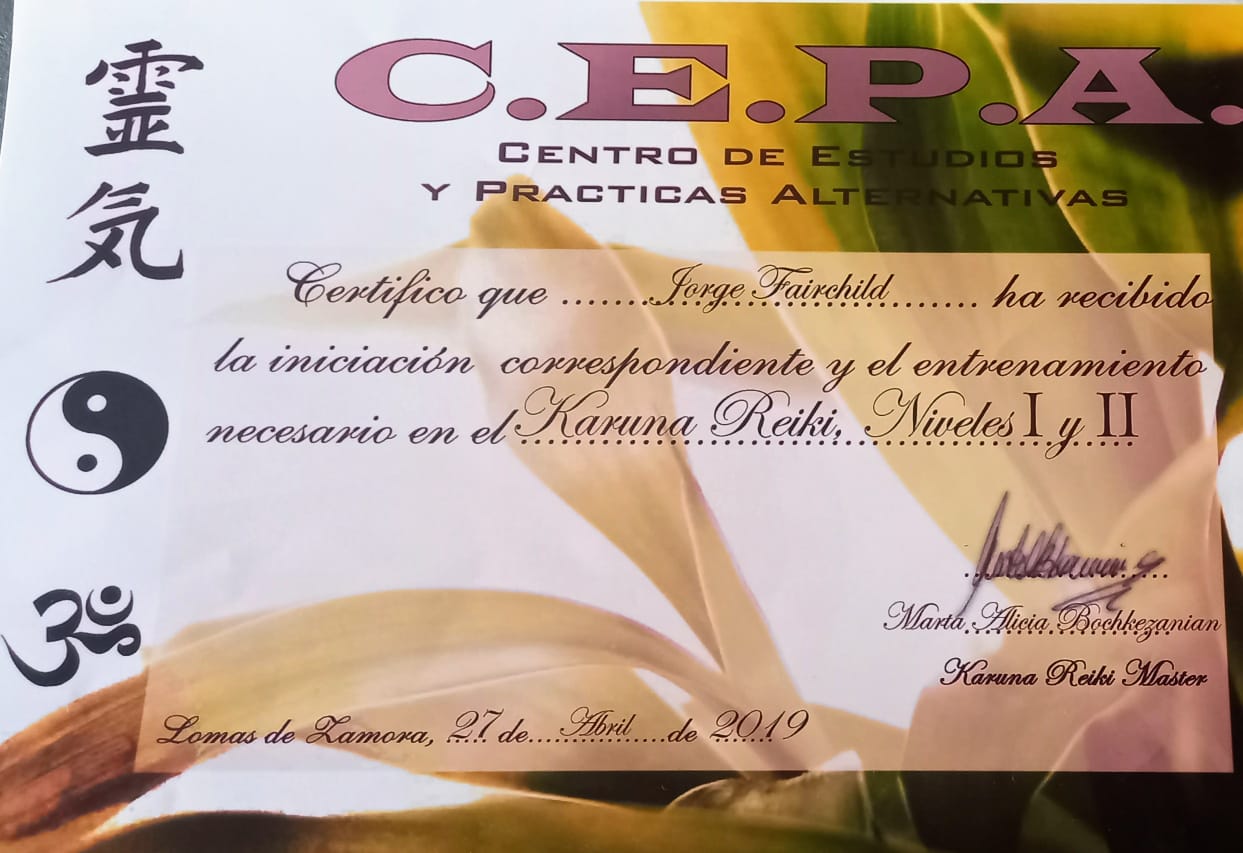 霊
気
C.E.P.A.
CENTRO DE ESTUDIOS
Y PRACTICAS ALTERNATIVAS
Certifico que .......Jorge Fairchild.......... ha recibido
la iniciación correspondiente y el entrenamiento
necesario en el Karuna Reiki, Niveles I y II
Marta Alicia Bochkezanian
Karuna Reiki Master
Lomas de Zamora, 27 de Abril de 2019
ॐ